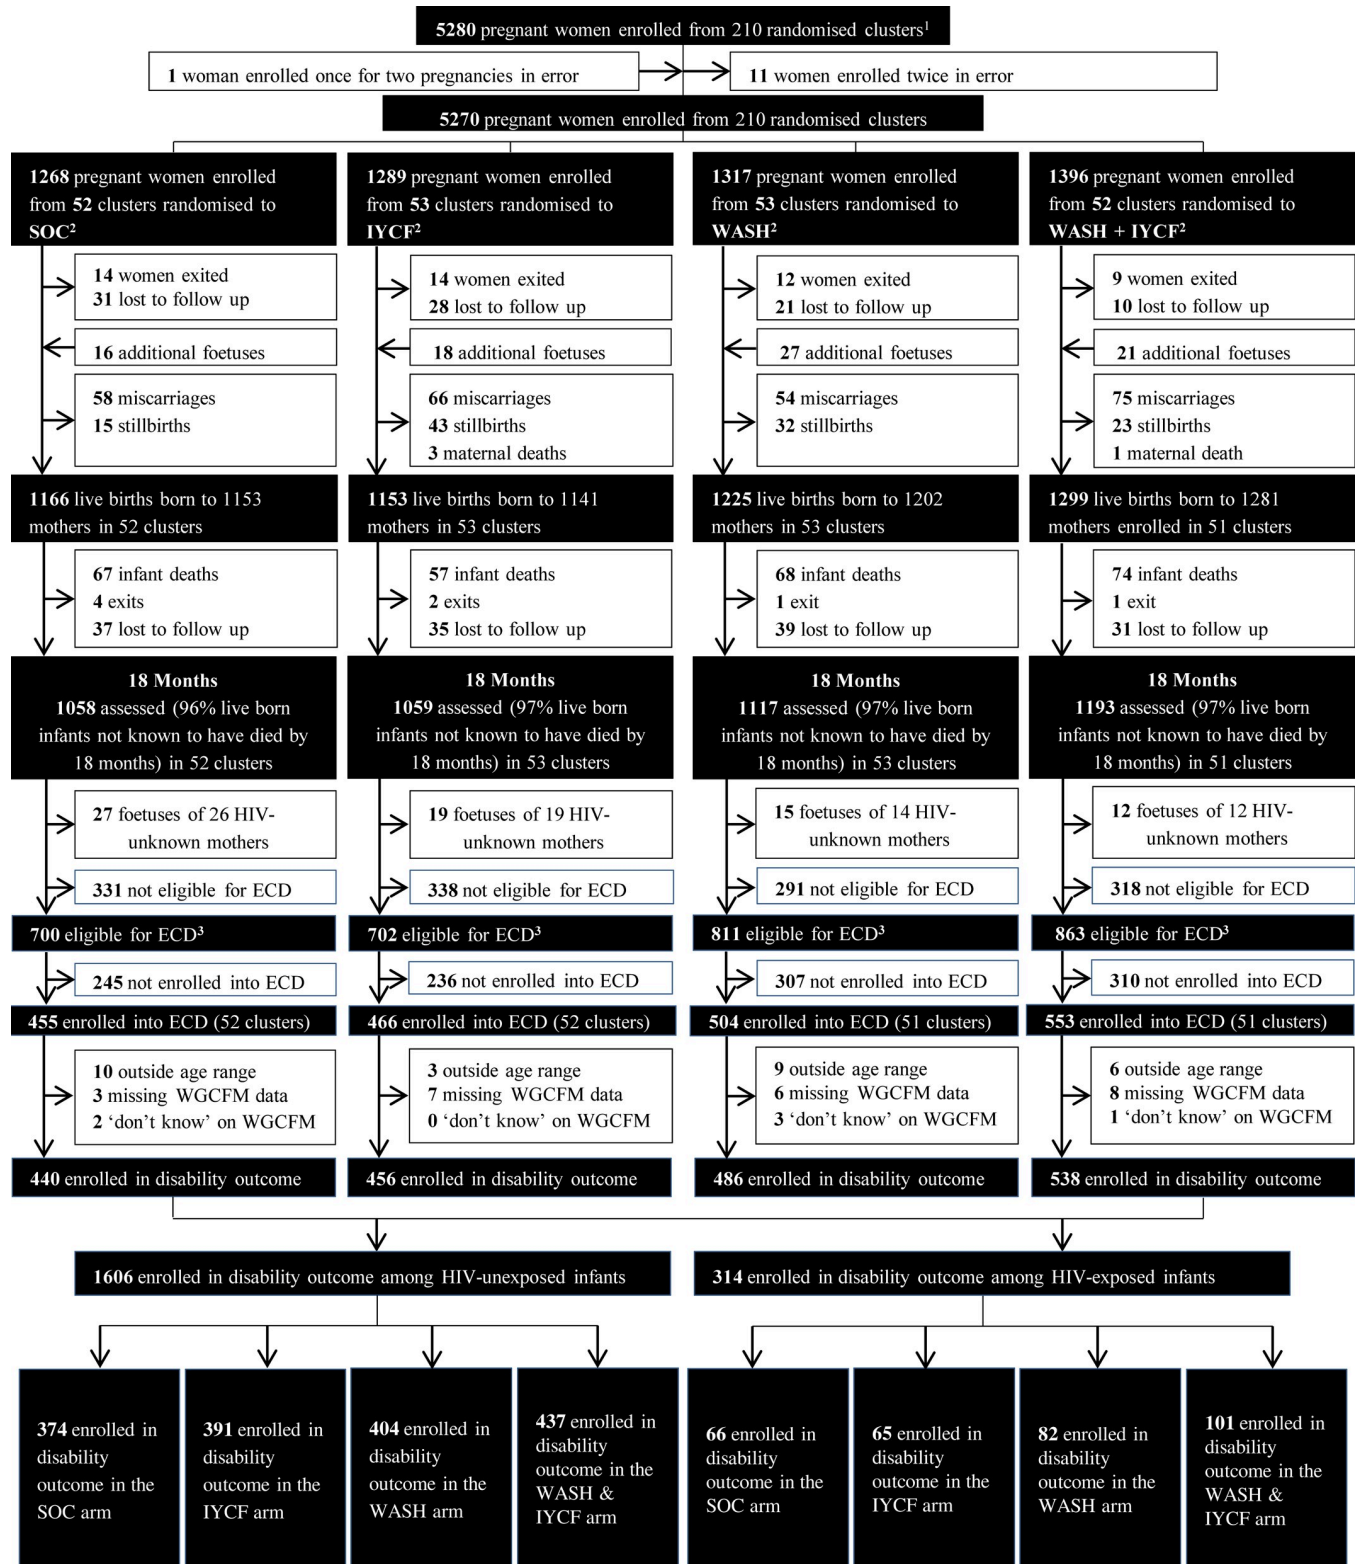 5280 pregnant women enrolled from 210 randomised clusters1
1 woman enrolled once for two pregnancies in error
11 women enrolled twice in error
5270 pregnant women enrolled from 210 randomised clusters
1268 pregnant women enrolled
from 52 clusters randomised to
SOC2
1289 pregnant women enrolled
from 53 clusters randomised to
IYCF2
1317 pregnant women enrolled
from 53 clusters randomised to
WASH2
1396 pregnant women enrolled
from 52 clusters randomised to
WASH + IYCF2
14 women exited
31 lost to follow up
14 women exited
28 lost to follow up
12 women exited
21 lost to follow up
9 women exited
10 lost to follow up
16 additional foetuses
18 additional foetuses
27 additional foetuses
21 additional foetuses
58 miscarriages
15 stillbirths
66 miscarriages
43 stillbirths
3 maternal deaths
54 miscarriages
32 stillbirths
75 miscarriages
23 stillbirths
1 maternal death
1166 live births born to 1153
mothers in 52 clusters
1153 live births born to 1141
mothers in 53 clusters
1225 live births born to 1202
mothers in 53 clusters
1299 live births born to 1281
mothers enrolled in 51 clusters
67 infant deaths
4 exits
37 lost to follow up
57 infant deaths
2 exits
35 lost to follow up
68 infant deaths
1 exit
39 lost to follow up
74 infant deaths
1 exit
31 lost to follow up
18 Months
1058 assessed (96% live born
infants not known to have died by
18 months) in 52 clusters
18 Months
1059 assessed (97% live born
infants not known to have died by
18 months) in 53 clusters
18 Months
1117 assessed (97% live born
infants not known to have died by
18 months) in 53 clusters
18 Months
1193 assessed (97% live born
infants not known to have died by
18 months) in 51 clusters
27 foetuses of 26 HIV-
unknown mothers
19 foetuses of 19 HIV-
unknown mothers
15 foetuses of 14 HIV-
unknown mothers
12 foetuses of 12 HIV-
unknown mothers
331 not eligible for ECD
338 not eligible for ECD
291 not eligible for ECD
318 not eligible for ECD
700 eligible for ECD3
702 eligible for ECD3
811 eligible for ECD3
863 eligible for ECD3
245 not enrolled into ECD
236 not enrolled into ECD
307 not enrolled into ECD
310 not enrolled into ECD
455 enrolled into ECD (52 clusters)
466 enrolled into ECD (52 clusters)
504 enrolled into ECD (51 clusters)
553 enrolled into ECD (51 clusters)
10 outside age range
3 missing WGCFM data
2 ‘don’t know’ on WGCFM
3 outside age range
7 missing WGCFM data
0 ‘don’t know’ on WGCFM
9 outside age range
6 missing WGCFM data
3 ‘don’t know’ on WGCFM
6 outside age range
8 missing WGCFM data
1 ‘don’t know’ on WGCFM
440 enrolled in disability outcome
456 enrolled in disability outcome
486 enrolled in disability outcome
538 enrolled in disability outcome
1606 enrolled in disability outcome among HIV-unexposed infants
314 enrolled in disability outcome among HIV-exposed infants
374 enrolled in
disability
outcome in the
SOC arm
391 enrolled in
disability
outcome in the
IYCF arm
404 enrolled in
disability
outcome in the
WASH arm
437 enrolled in
disability
outcome in the
WASH &
IYCF arm
66 enrolled in
disability
outcome in the
SOC arm
65 enrolled in
disability
outcome in the
IYCF arm
82 enrolled in
disability
outcome in the
WASH arm
101 enrolled in
disability
outcome in the
WASH &
IYCF arm